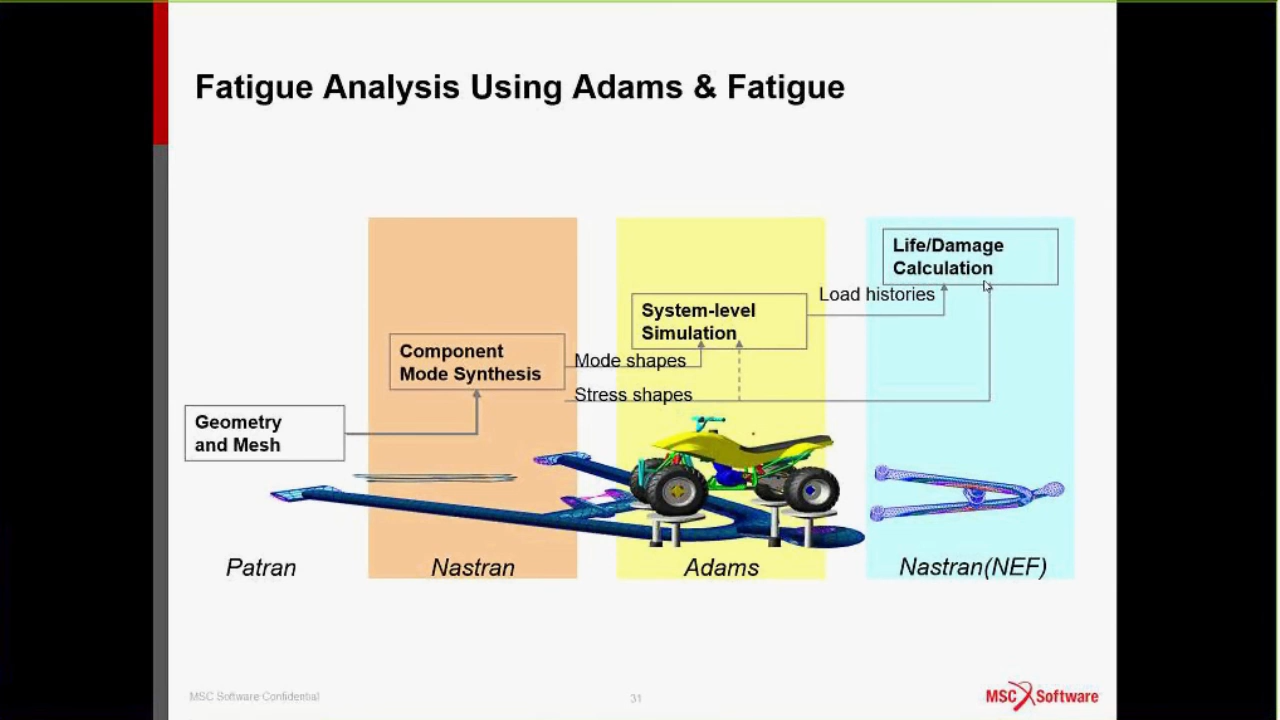 Fatigue Analysis Using Adams & Fatigue
Life/Damage
Calculation
Load histories
System-level
Simulation
Component
Mode Synthesis
Mode shapes
Stress shapes
Geometry
and Mesh
Patran
Nastran
Adams
Nastran(NEF)
MSC Software Confidential
31
MSC Software